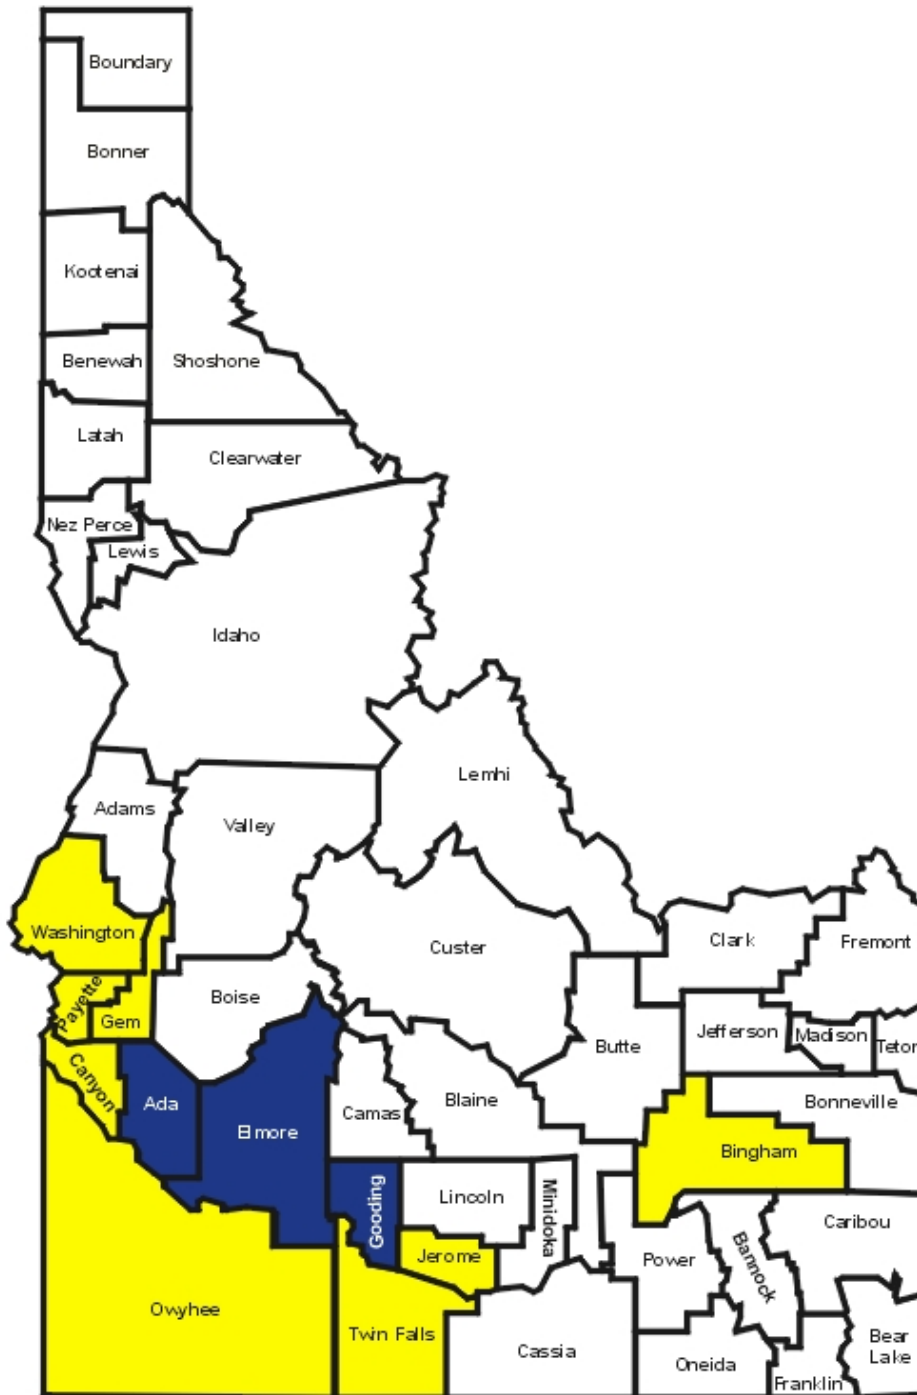 Boundary
Bonner
Kootenai
Benewah
Shoshone
Latah
Clearwater
Nez Perce
Lewis
Idaho
Lemhi
Adams
Valley
Washington
Custer
Clark
Fremont
Payette
Gem
Boise
Butte
Jefferson
Madison
Teton
Canyon
Ada
Elmore
Camas
Blaine
Bonneville
Bingham
Gooding
Lincoln
Minidoka
Caribou
Jerome
Power
Bannock
Owyhee
Twin Falls
Cassia
Oneida
Franklin
Bear
Lake